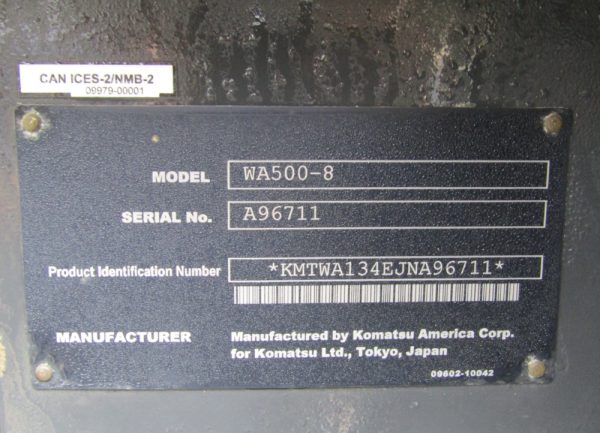 CAN ICES-2/NMB-2
09979-00001
MODEL WA500-8
SERIAL No. A96711
Product Identification Number *KMTWA134EJNA96711*
MANUFACTURER Manufactured by Komatsu America Corp.
for Komatsu Ltd., Tokyo, Japan
09602-10042